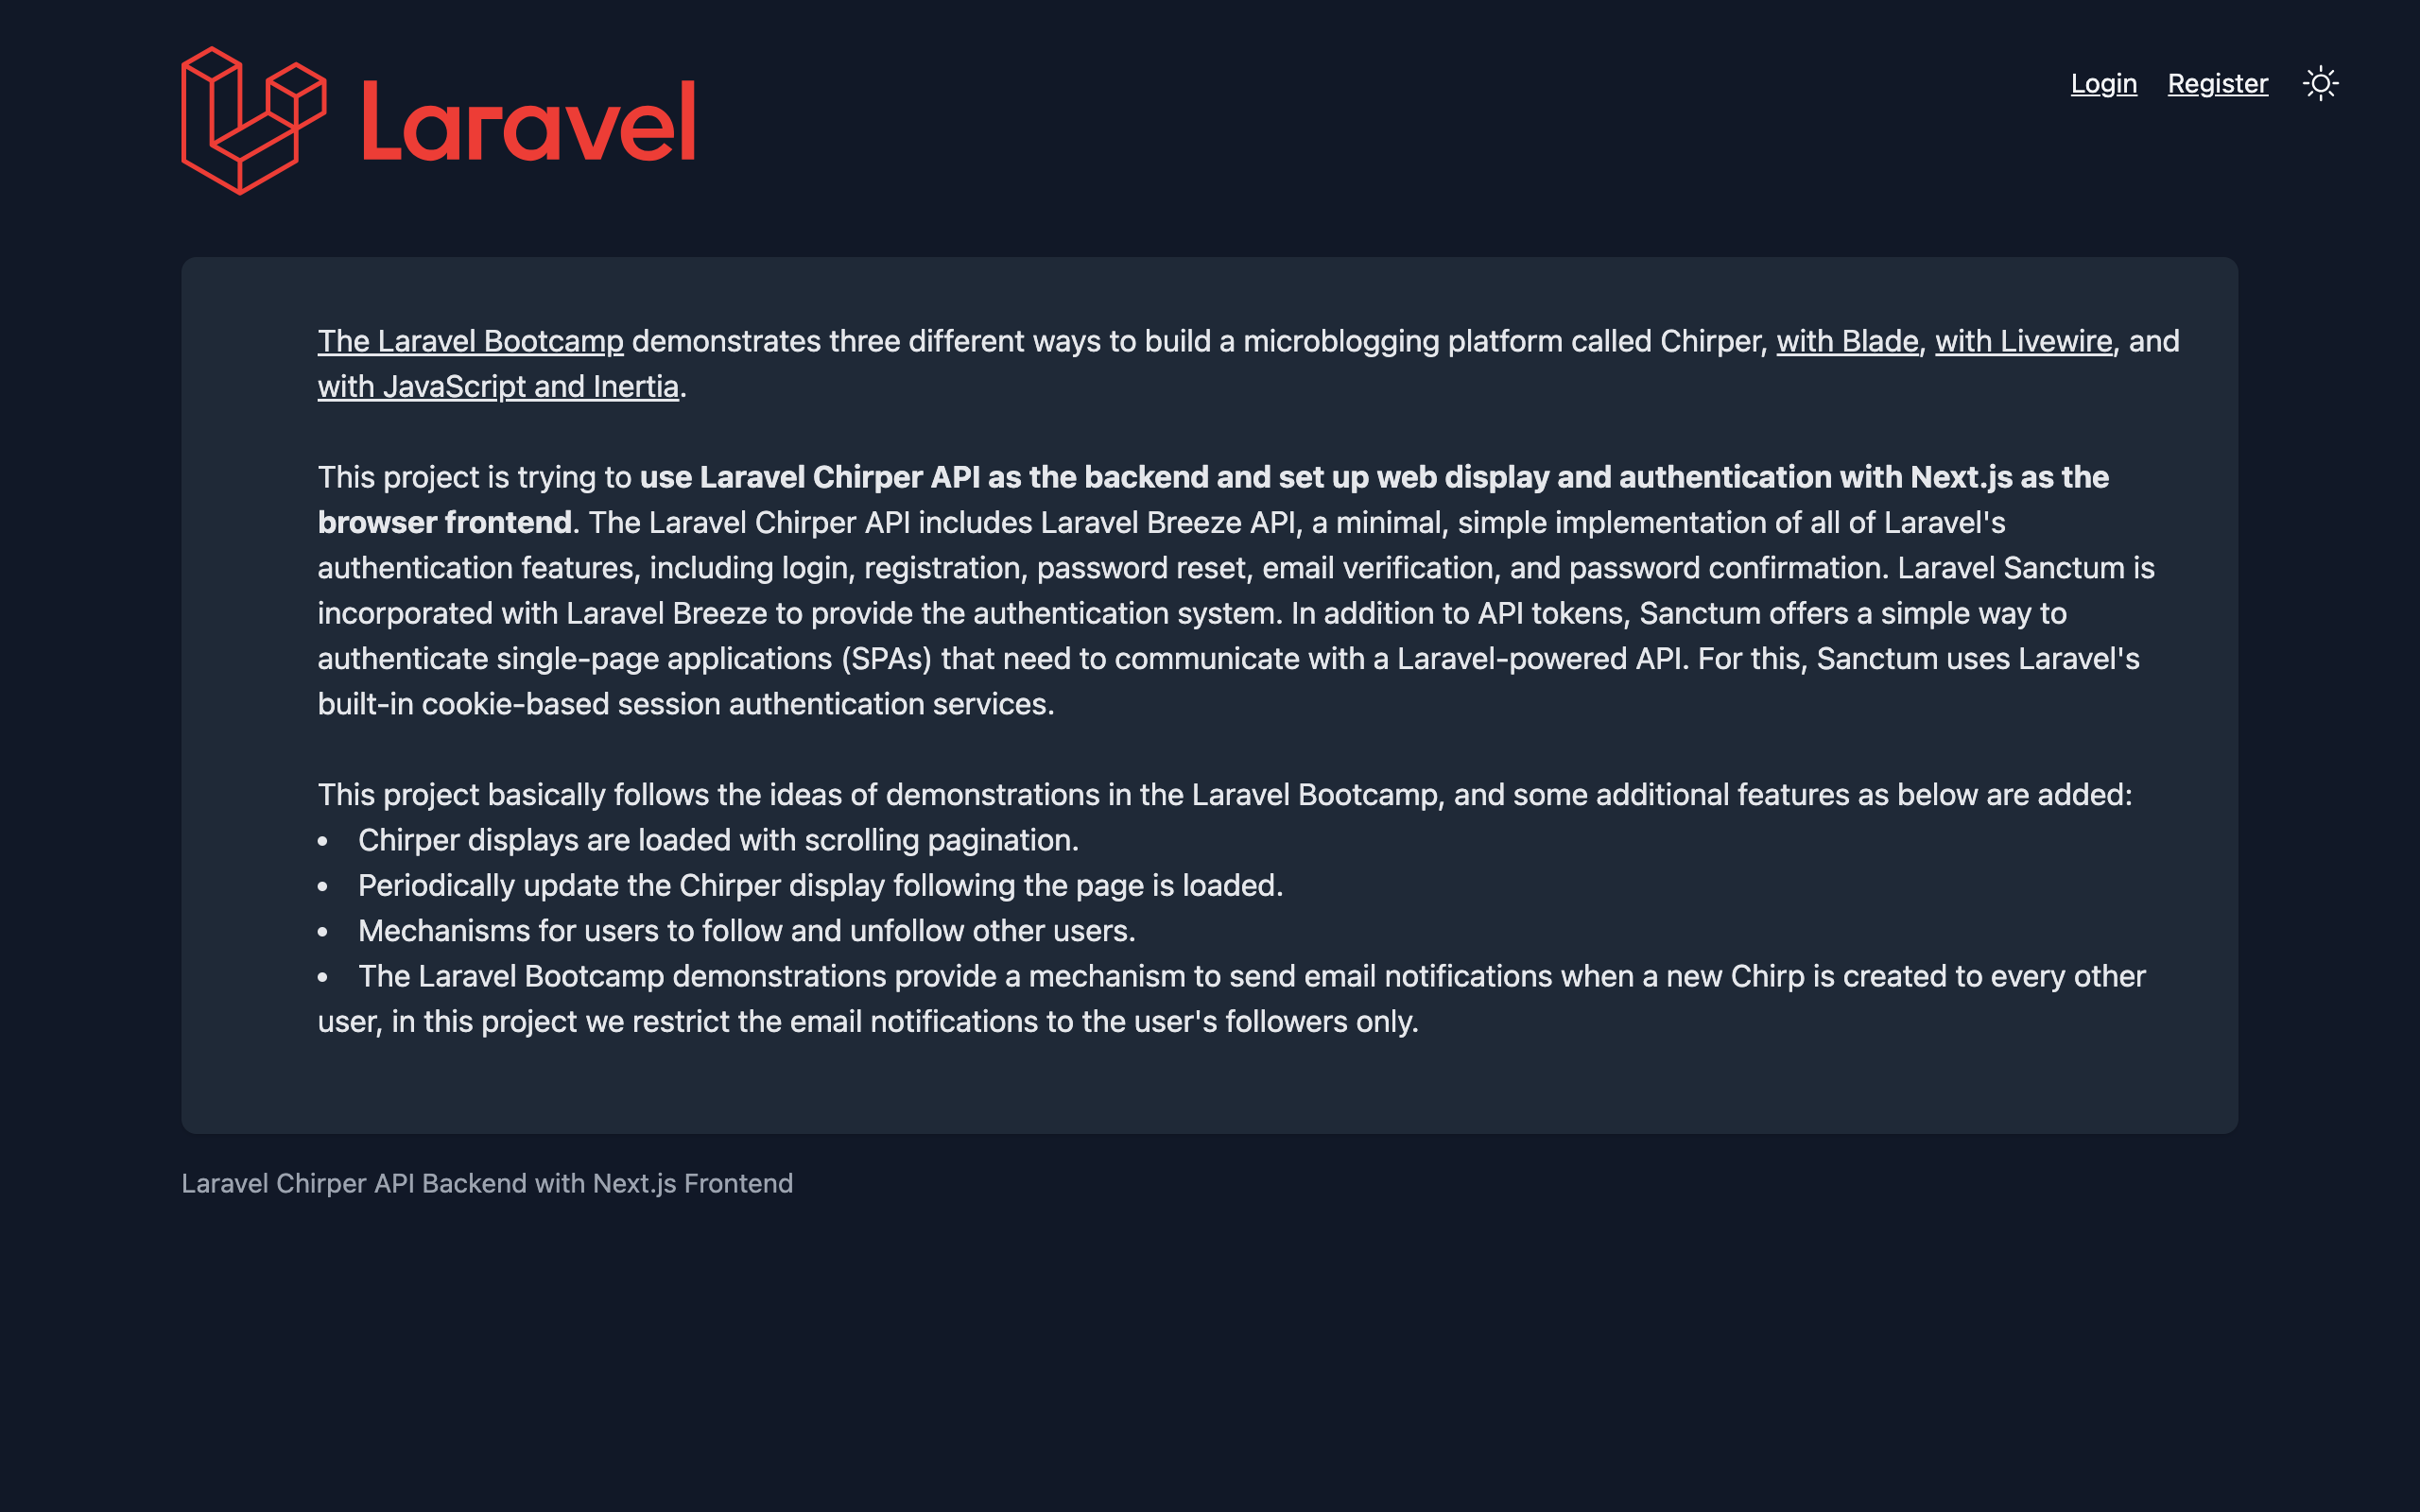 Laravel
Login Register
The Laravel Bootcamp demonstrates three different ways to build a microblogging platform called Chirper, with Blade, with Livewire, and
with JavaScript and Inertia.
This project is trying to use Laravel Chirper API as the backend and set up web display and authentication with Next.js as the
browser frontend. The Laravel Chirper API includes Laravel Breeze API, a minimal, simple implementation of all of Laravel's
authentication features, including login, registration, password reset, email verification, and password confirmation. Laravel Sanctum is
incorporated with Laravel Breeze to provide the authentication system. In addition to API tokens, Sanctum offers a simple way to
authenticate single-page applications (SPAs) that need to communicate with a Laravel-powered API. For this, Sanctum uses Laravel's
built-in cookie-based session authentication services.
This project basically follows the ideas of demonstrations in the Laravel Bootcamp, and some additional features as below are added:
• Chirper displays are loaded with scrolling pagination.
• Periodically update the Chirper display following the page is loaded.
• Mechanisms for users to follow and unfollow other users.
• The Laravel Bootcamp demonstrations provide a mechanism to send email notifications when a new Chirp is created to every other
user, in this project we restrict the email notifications to the user's followers only.
Laravel Chirper API Backend with Next.js Frontend